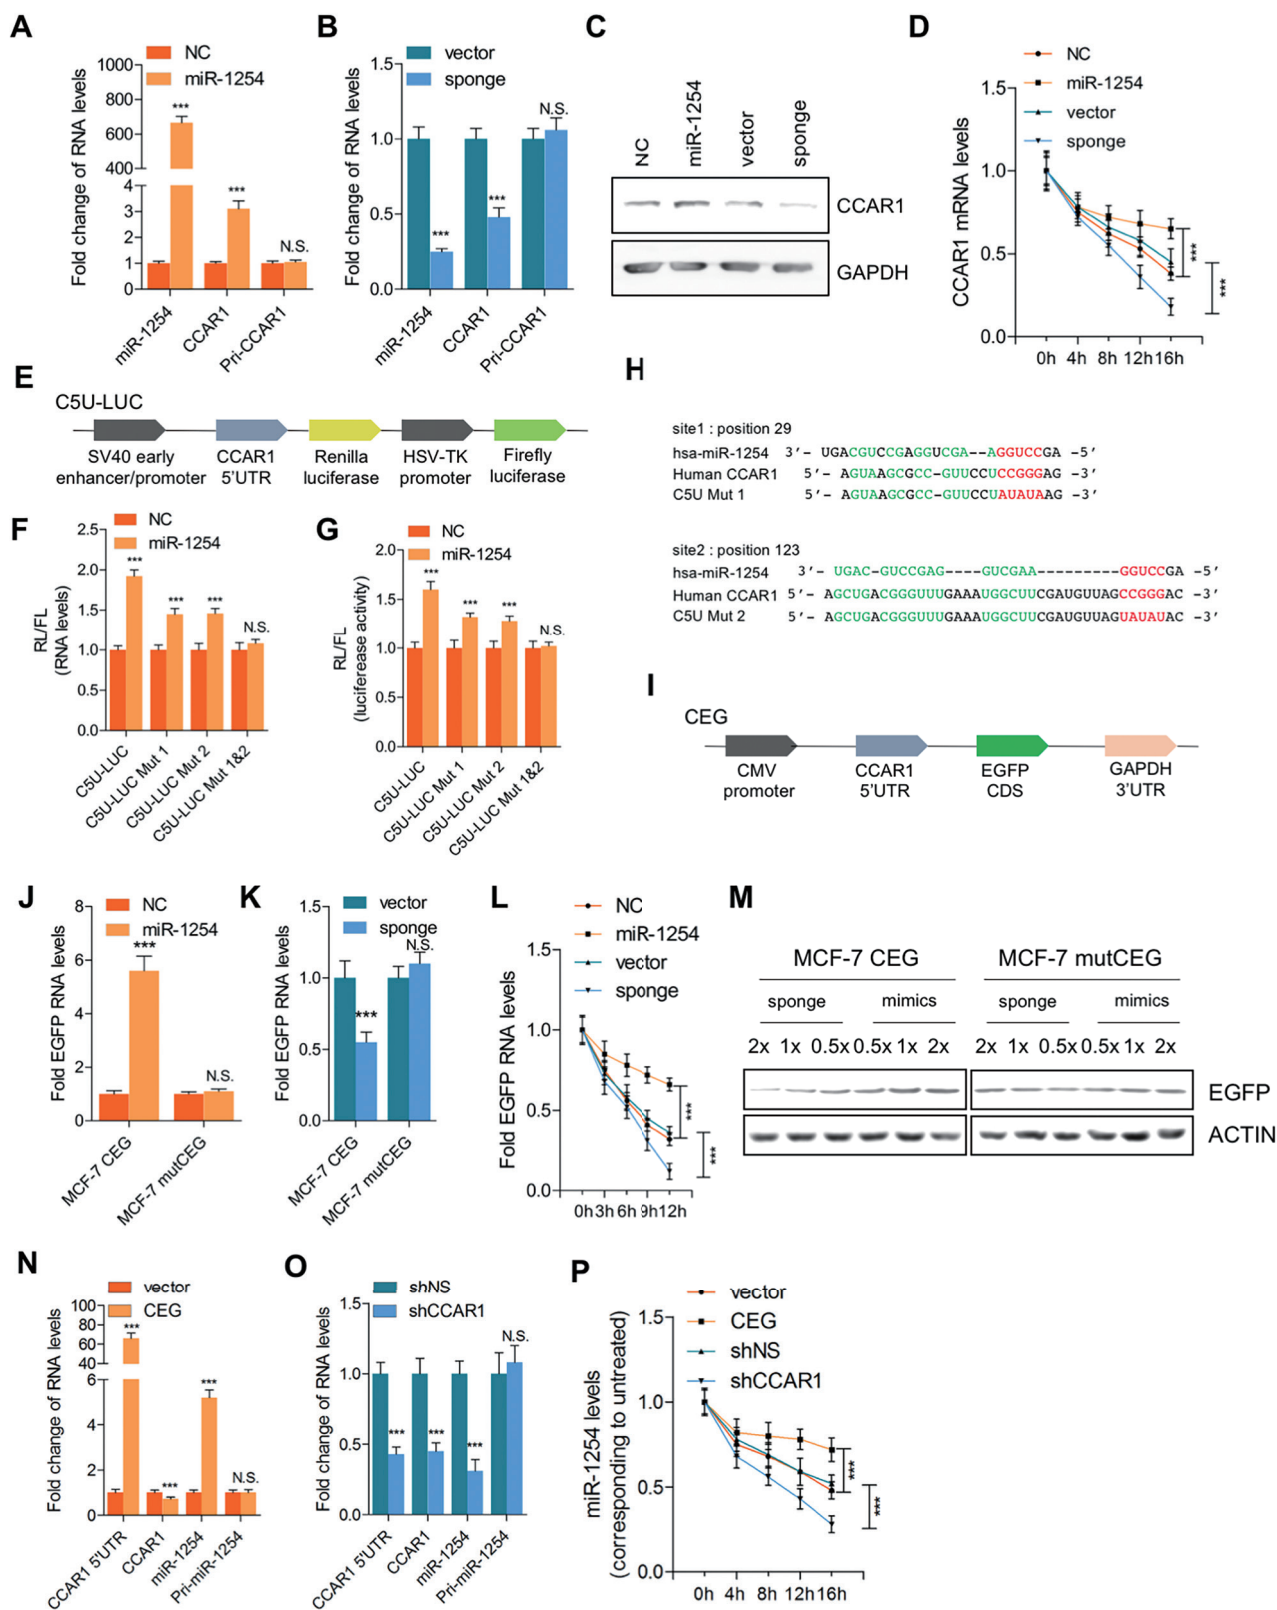 A
NC
miR-1254
Fold change of RNA levels
1000
800
600
400
4
3
2
1
0
***
***
N.S.
miR-1254
CCAR1
Pri-CCAR1
B
vector
sponge
Fold change of RNA levels
1.5
1.0
0.5
0.0
***
***
N.S.
miR-1254
CCAR1
Pri-CCAR1
C
NC
miR-1254
vector
sponge
CCAR1
GAPDH
D
NC
miR-1254
vector
sponge
CCAR1 mRNA levels
1.5
1.0
0.5
0.0
***
***
0h 4h 8h 12h 16h
E
C5U-LUC
SV40 early
enhancer/promoter
CCAR1
5'UTR
Renilla
luciferase
HSV-TK
promoter
Firefly
luciferase
F
NC
miR-1254
RL/FL
(RNA levels)
2.5
2.0
1.5
1.0
0.5
0.0
***
***
***
N.S.
C5U-LUC
C5U-LUC Mut 1
C5U-LUC Mut 2
C5U-LUC Mut 1&2
G
NC
miR-1254
RL/FL
(luciferease activity)
2.0
1.5
1.0
0.5
0.0
***
***
***
N.S.
C5U-LUC
C5U-LUC Mut 1
C5U-LUC Mut 2
C5U-LUC Mut 1&2
H
site1 : position 29
hsa-miR-1254 3'- UGACGUCCGAGGUCGA--AGGUCCGA -5'
Human CCAR1 5'- AGUAAGCGCC-GUUCCUCCGGGAG -3'
C5U Mut 1 5'- AGUAAGCGCC-GUUCCUAUAUAAG -3'
site2 : position 123
hsa-miR-1254 3'- UGAC-GUCCGAG----GUCGAA----------GGUCCGA -5'
Human CCAR1 5'- AGCUGACGGGUUUGAAAUGGCUUCGAUGUUAGCCGGGAC -3'
C5U Mut 2 5'- AGCUGACGGGUUUGAAAUGGCUUCGAUGUUAGUAUAUAC -3'
I
CEG
CMV
promoter
CCAR1
5'UTR
EGFP
CDS
GAPDH
3'UTR
J
NC
miR-1254
Fold EGFP RNA levels
8
6
4
2
0
***
N.S.
MCF-7 CEG
MCF-7 mutCEG
K
vector
sponge
Fold EGFP RNA levels
1.5
1.0
0.5
0.0
***
N.S.
MCF-7 CEG
MCF-7 mutCEG
L
NC
miR-1254
vector
sponge
Fold EGFP RNA levels
1.5
1.0
0.5
0.0
***
***
0h 3h 6h 9h 12h
M
MCF-7 CEG MCF-7 mutCEG
sponge mimics sponge mimics
2x 1x 0.5x 0.5x 1x 2x 2x 1x 0.5x 0.5x 1x 2x
EGFP
ACTIN
N
vector
CEG
Fold change of RNA levels
100
80
60
40
6
4
2
0
***
***
***
N.S.
CCAR1 5'UTR
CCAR1
miR-1254
Pri-miR-1254
O
shNS
shCCAR1
Fold change of RNA levels
1.5
1.0
0.5
0.0
***
***
***
N.S.
CCAR1 5'UTR
CCAR1
miR-1254
Pri-miR-1254
P
vector
CEG
shNS
shCCAR1
miR-1254 levels
(corresponding to untreated)
1.5
1.0
0.5
0.0
***
***
0h 4h 8h 12h 16h